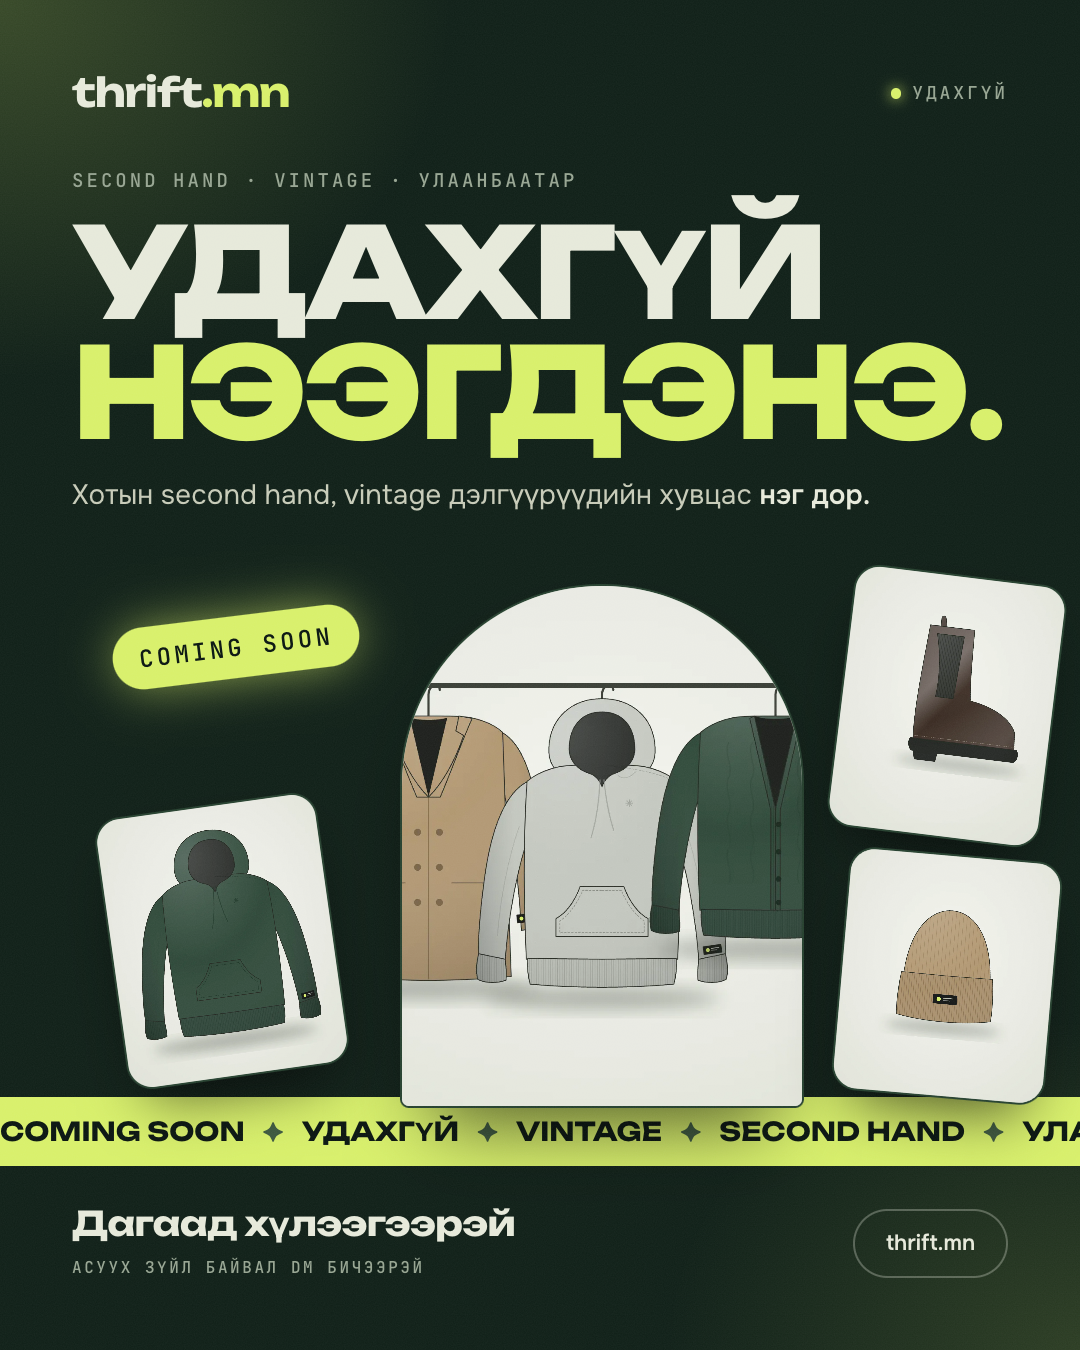 thrift.mn
УДАХГҮЙ
SECOND HAND · VINTAGE · УЛААНБААТАР
УДАХГҮЙ
НЭЭГДЭНЭ.
Хотын second hand, vintage дэлгүүрүүдийн хувцас нэг дор.
COMING SOON
COMING SOON ✦ УДАХГҮЙ ✦ VINTAGE ✦ SECOND HAND ✦ УЛА
Дагаад хүлээгээрэй
АСУУХ ЗҮЙЛ БАЙВАЛ DM БИЧЭЭРЭЙ
thrift.mn